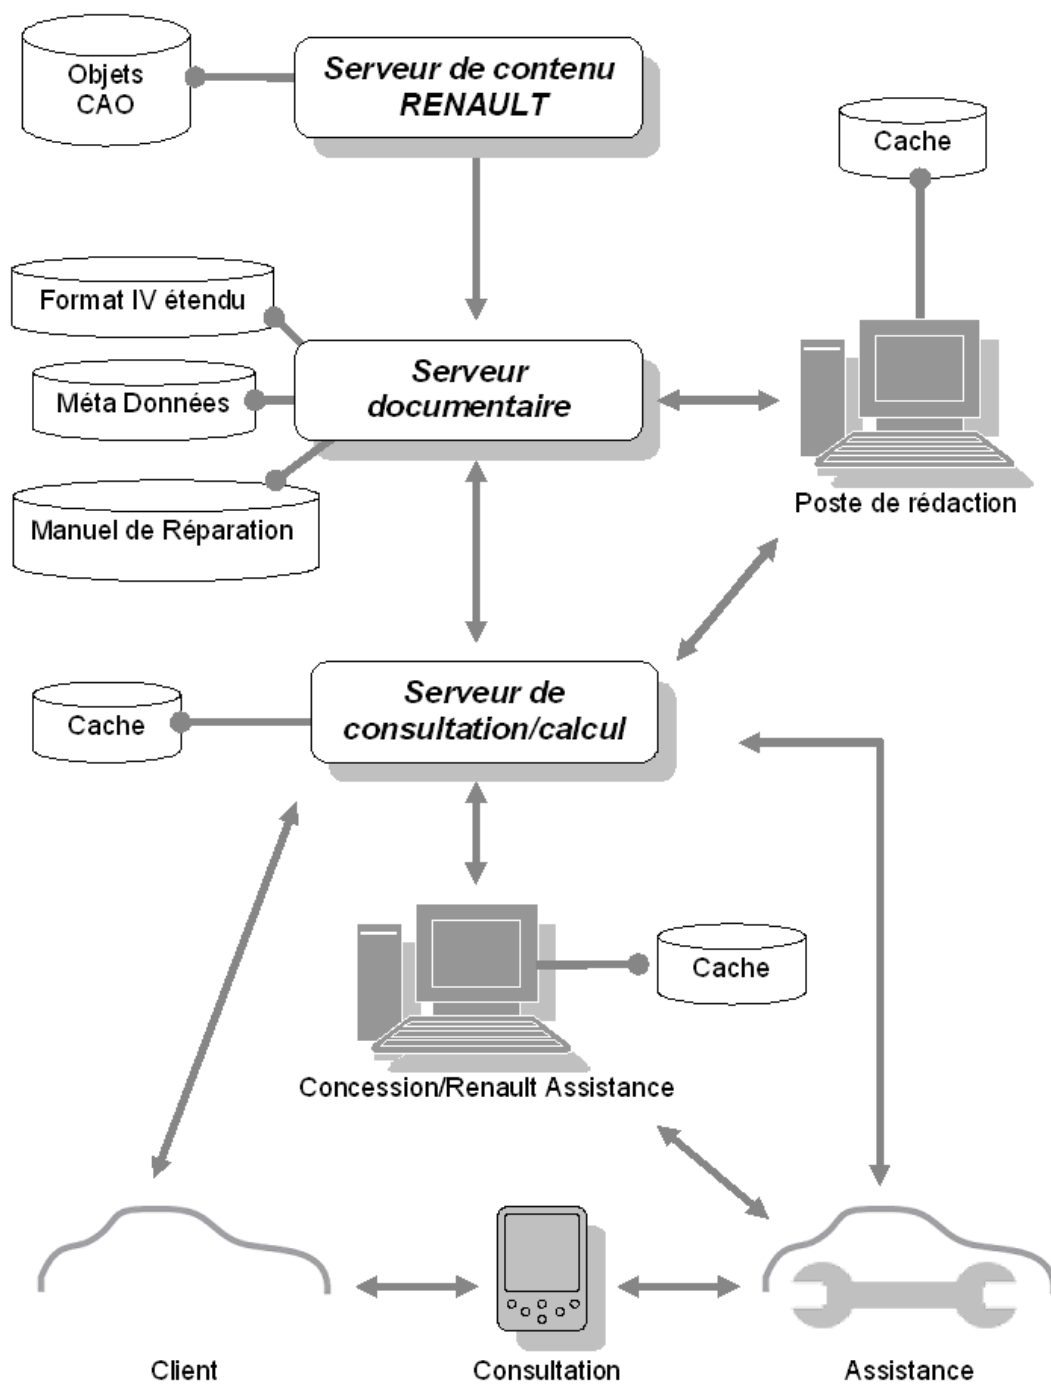 Objets
CAO
Serveur de contenu
RENAULT
Cache
Format IV étendu
Méta Données
Serveur
documentaire
Manuel de Réparation
Poste de rédaction
Cache
Serveur de
consultation/calcul
Cache
Concession/Renault Assistance
Client
Consultation
Assistance